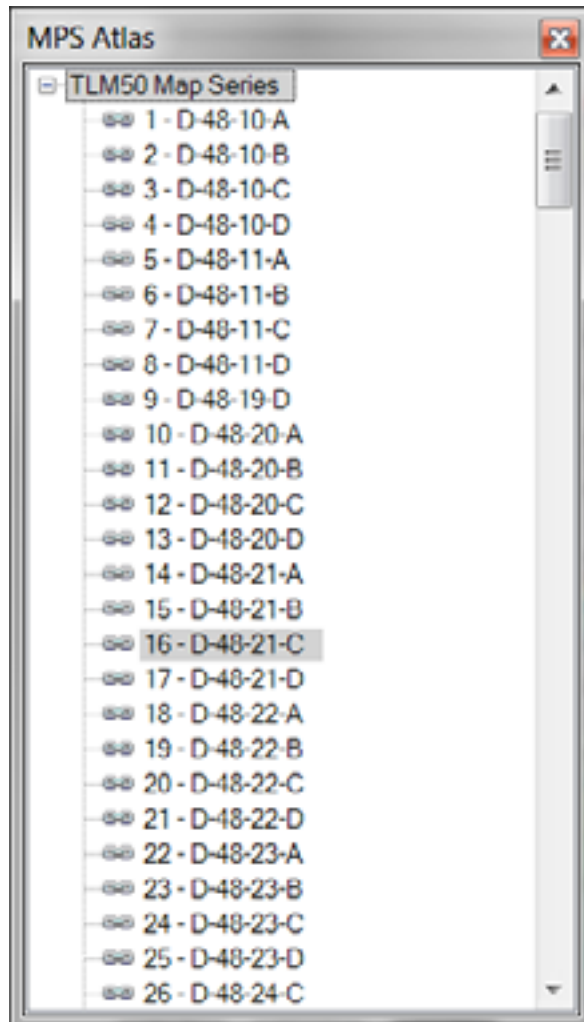 MPS Atlas
TLM50 Map Series
1 - D-48-10-A
2 - D-48-10-B
3 - D-48-10-C
4 - D-48-10-D
5 - D-48-11-A
6 - D-48-11-B
7 - D-48-11-C
8 - D-48-11-D
9 - D-48-19-D
10 - D-48-20-A
11 - D-48-20-B
12 - D-48-20-C
13 - D-48-20-D
14 - D-48-21-A
15 - D-48-21-B
16 - D-48-21-C
17 - D-48-21-D
18 - D-48-22-A
19 - D-48-22-B
20 - D-48-22-C
21 - D-48-22-D
22 - D-48-23-A
23 - D-48-23-B
24 - D-48-23-C
25 - D-48-23-D
26 - D-48-24-C